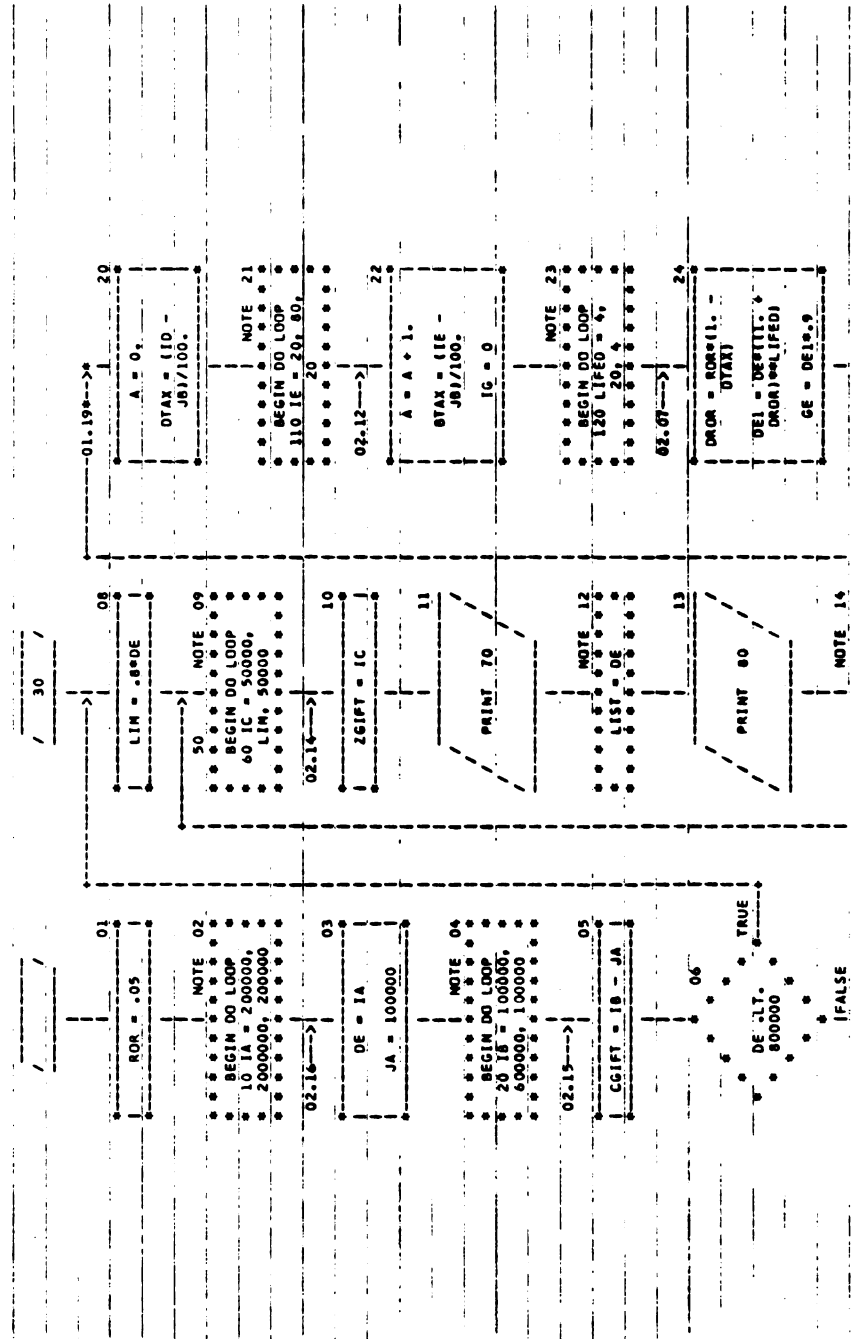 01
ROR = .05
NOTE 02
BEGIN DO LOOP
10 IA = 200000,
2000000, 200000
02.16--->
03
DE = IA
JA = 100000
NOTE 04
BEGIN DO LOOP
20 IB = 100000,
600000, 100000
02.15--->
05
CGIFT = IB - JA
06
DE .LT.
800000
TRUE
FALSE
30
08
LIM = .8*DE
50
NOTE 09
BEGIN DO LOOP
60 IC = 50000,
LIM, 50000
02.14--->
10
ZGIFT = IC
11
PRINT 70
NOTE 12
LIST = DE
13
PRINT 80
NOTE 14
01.19*--->
20
A = 0.
DTAX = (ID -
JB)/100.
NOTE 21
BEGIN DO LOOP
110 IE = 20, 80,
20
02.12--->
22
A = A + 1.
BTAX = (IE -
JB)/100.
IG = 0
NOTE 23
BEGIN DO LOOP
120 LIFED = 4,
20, 4
02.07--->
24
DROR = ROR*(1. -
DTAX)
DE1 = DE*((1. +
DROR)**LIFED)
GE = DE1*.9